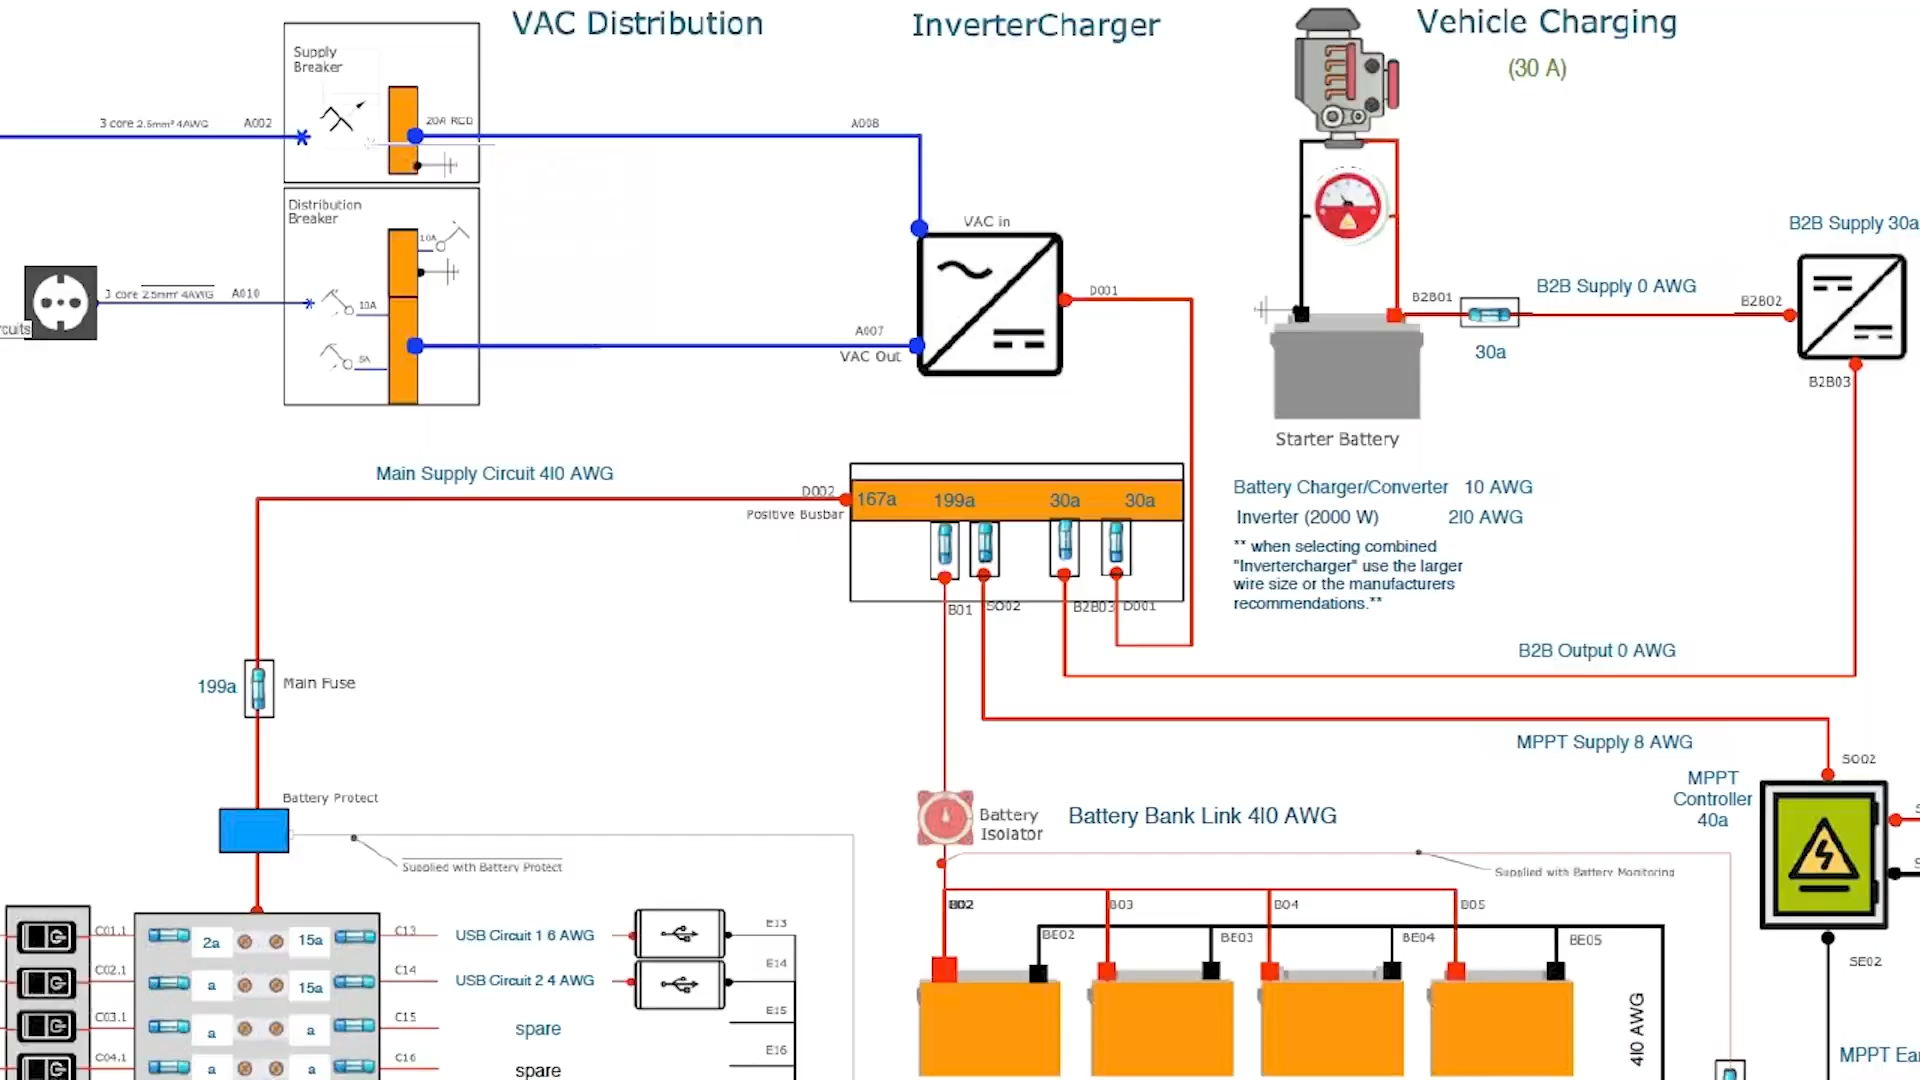 VAC Distribution
InverterCharger
Vehicle Charging
(30 A)
Supply
Breaker
3 core 2.5mm² 4AWG
A002
20A RCD
A008
Distribution
Breaker
10A
VAC in
B2B Supply 30a
3 core 2.5mm² 4AWG
A010
10A
5A
D001
B2B01
B2B Supply 0 AWG
B2B02
30a
rcuits
A007
VAC Out
B2B03
Starter Battery
Main Supply Circuit 4I0 AWG
D002
Positive Busbar
167a
199a
30a
30a
Battery Charger/Converter 10 AWG
Inverter (2000 W) 2I0 AWG
** when selecting combined
"Invertercharger" use the larger
wire size or the manufacturers
recommendations.**
B01
SO02
B2B03
D001
B2B Output 0 AWG
199a
Main Fuse
MPPT Supply 8 AWG
SO02
MPPT
Controller
40a
Battery Protect
Battery
Isolator
Battery Bank Link 4I0 AWG
Supplied with Battery Protect
Supplied with Battery Monitoring
B02
B03
B04
B05
BE02
BE03
BE04
BE05
SE02
4I0 AWG
MPPT Ear
C01.1
2a
15a
C13
USB Circuit 1 6 AWG
E13
C02.1
a
15a
C14
USB Circuit 2 4 AWG
E14
C03.1
a
a
C15
spare
E15
C04.1
a
a
C16
spare
E16